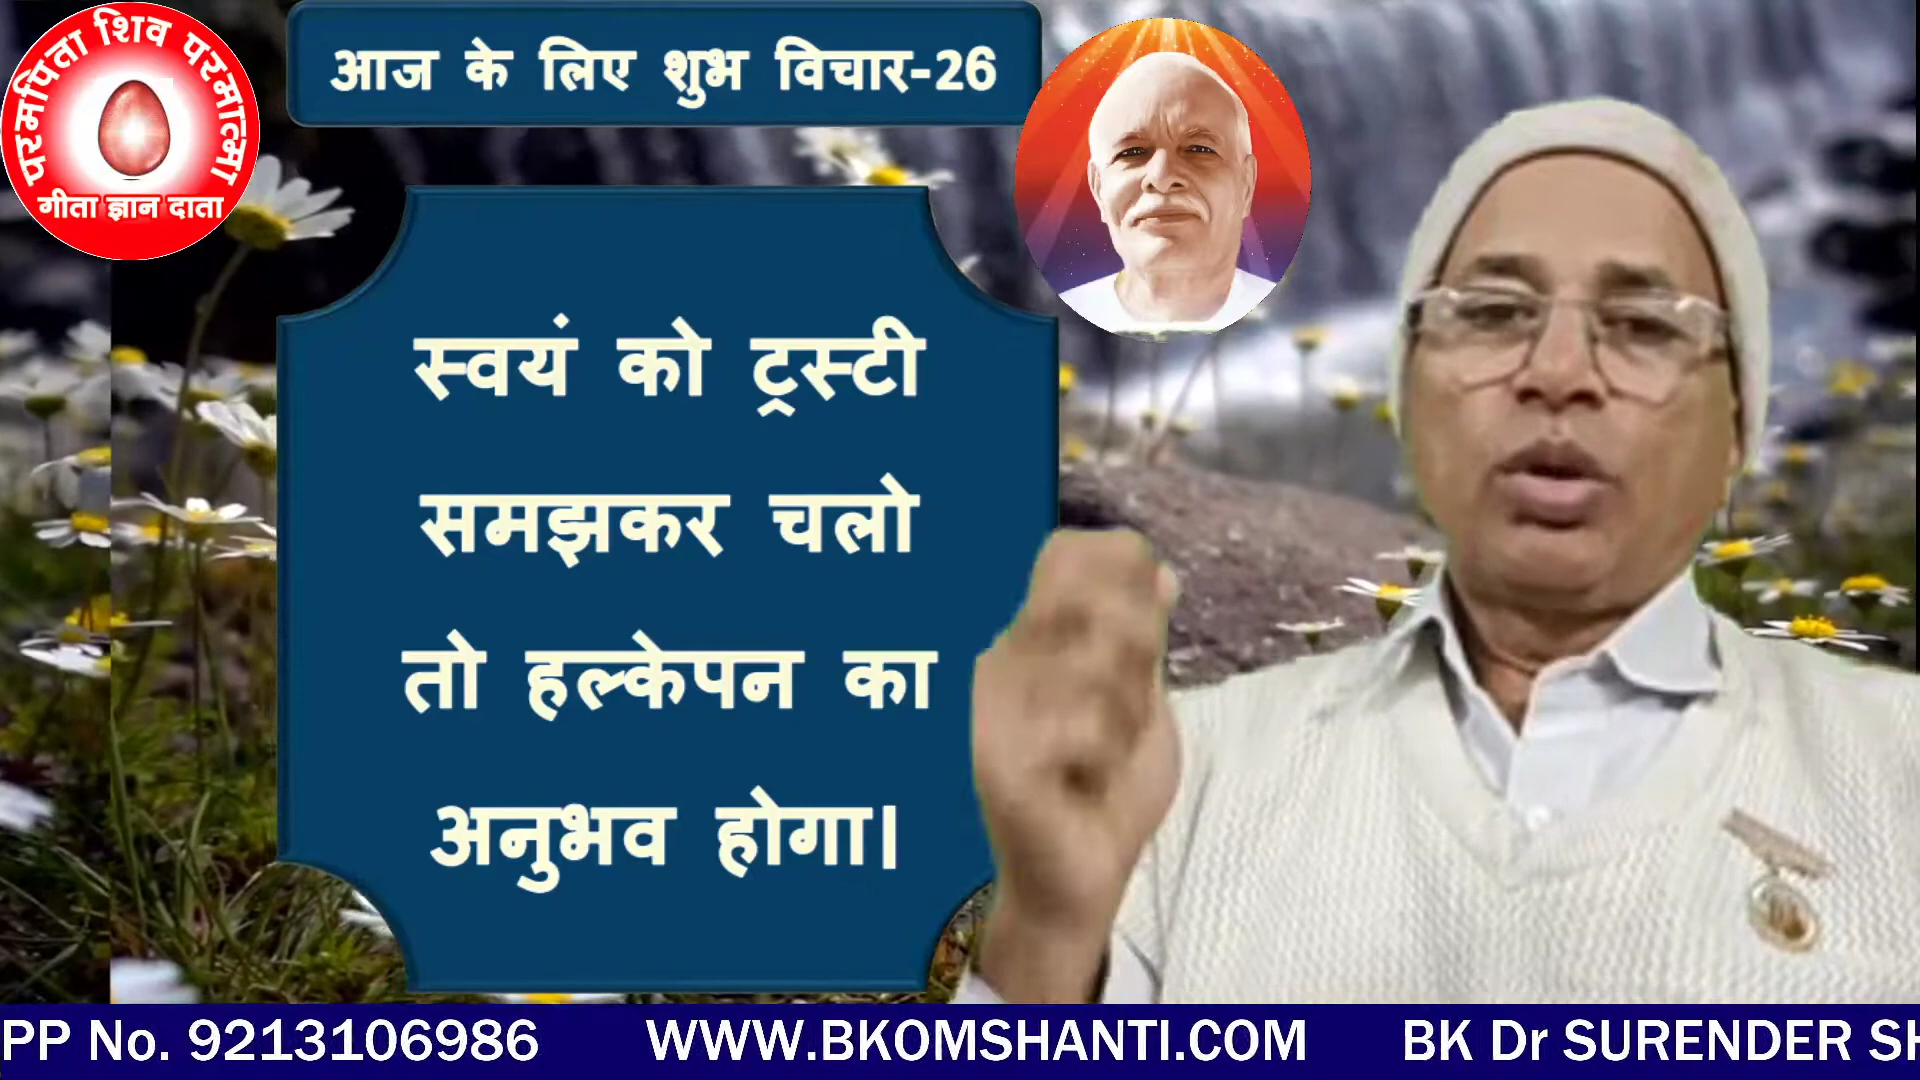 परमपिता शिव परमात्मा
गीता ज्ञान दाता
आज के लिए शुभ विचार-26
स्वयं को ट्रस्टी
समझकर चलो
तो हल्केपन का
अनुभव होगा।
PP No. 9213106986 WWW.BKOMSHANTI.COM BK Dr SURENDER SH